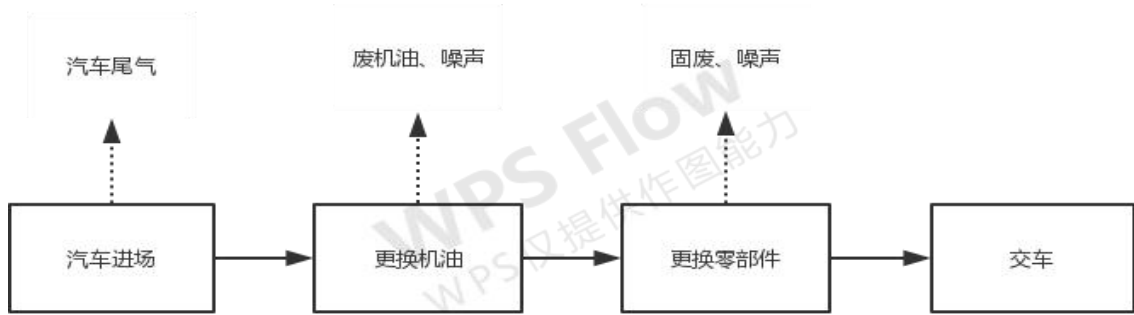 汽车尾气
废机油、噪声
固废、噪声
汽车进场
更换机油
更换零部件
交车
WPS Flow
WPS仅提供作图能力